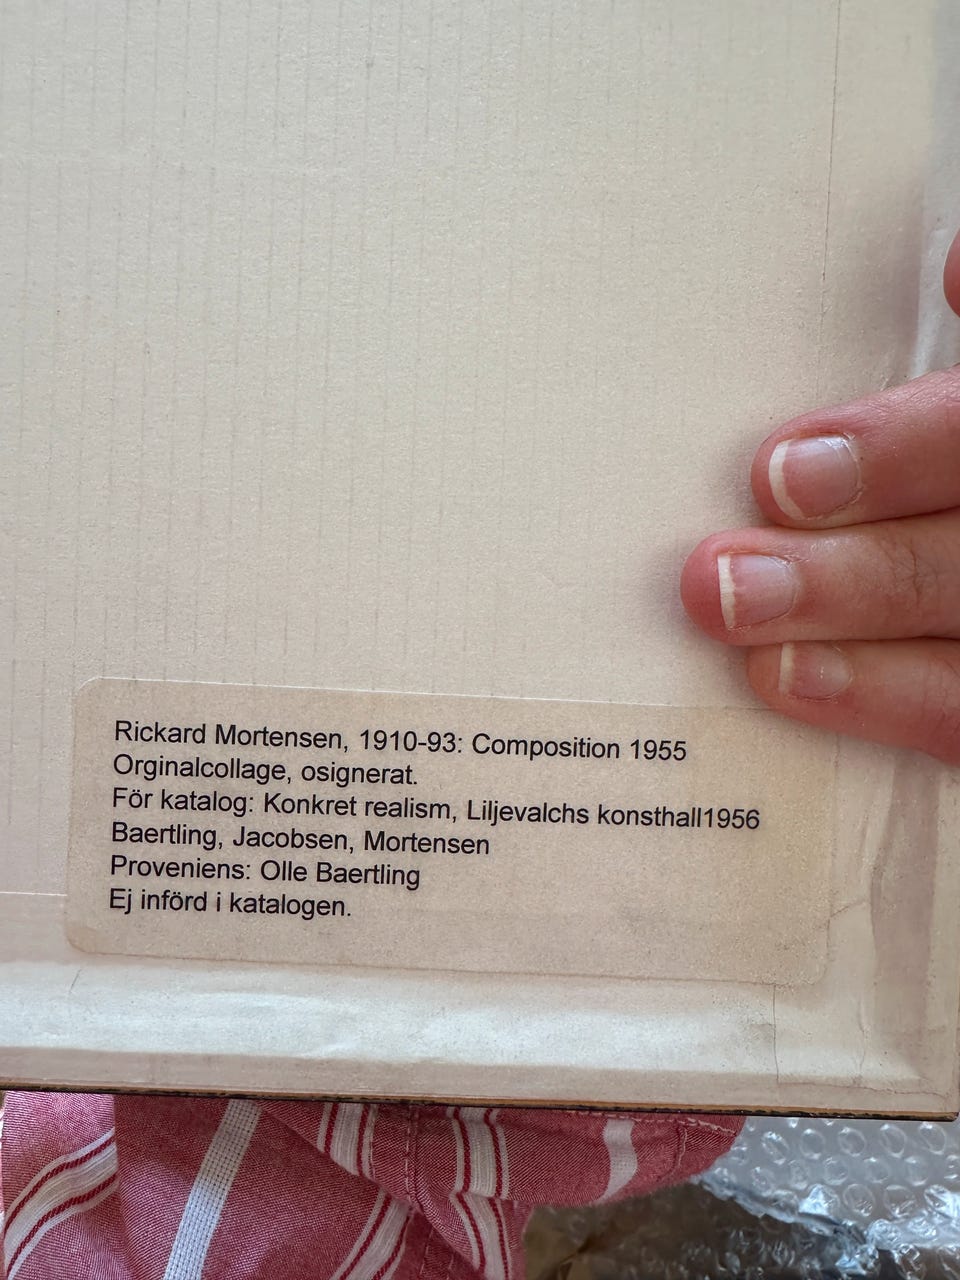 Rickard Mortensen, 1910-93: Composition 1955
Orginalcollage, osignerat.
För katalog: Konkret realism, Liljevalchs konsthall1956
Baertling, Jacobsen, Mortensen
Proveniens: Olle Baertling
Ej införd i katalogen.